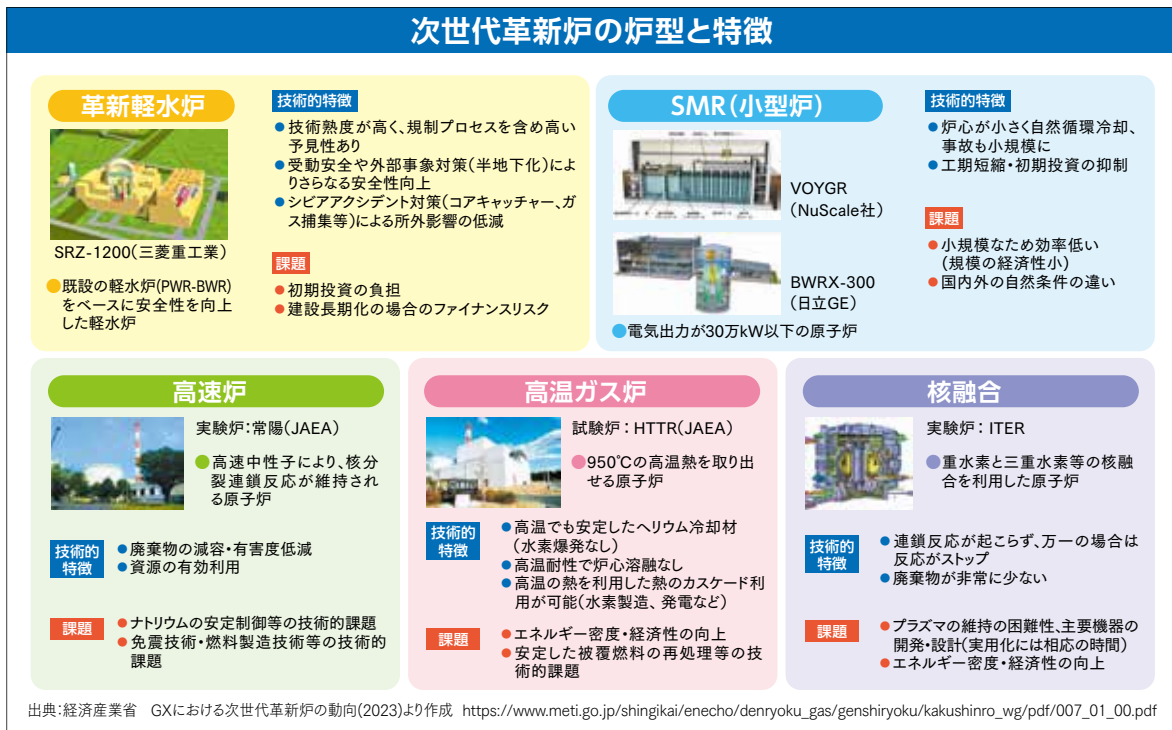 次世代革新炉の炉型と特徴
革新軽水炉
SRZ-1200(三菱重工業)
●既設の軽水炉(PWR-BWR)
をベースに安全性を向上
した軽水炉
技術的特徴
●技術熟度が高く、規制プロセスを含め高い
予見性あり
●受動安全や外部事象対策(半地下化)によ
りさらなる安全性向上
●シビアアクシデント対策(コアキャッチャー、ガ
ス捕集等)による所外影響の低減
課題
●初期投資の負担
●建設長期化の場合のファイナンスリスク
SMR(小型炉)
VOYGR
(NuScale社)
BWRX-300
(日立GE)
●電気出力が30万kW以下の原子炉
技術的特徴
●炉心が小さく自然循環冷却、
事故も小規模に
●工期短縮・初期投資の抑制
課題
●小規模なため効率低い
(規模の経済性小)
●国内外の自然条件の違い
高速炉
実験炉:常陽(JAEA)
●高速中性子により、核分
裂連鎖反応が維持され
る原子炉
技術的
特徴
●廃棄物の減容・有害度低減
●資源の有効利用
課題
●ナトリウムの安定制御等の技術的課題
●免震技術・燃料製造技術等の技術的
課題
高温ガス炉
試験炉:HTTR(JAEA)
●950℃の高温熱を取り出
せる原子炉
技術的
特徴
●高温でも安定したヘリウム冷却材
(水素爆発なし)
●高温耐性で炉心溶融なし
●高温の熱を利用した熱のカスケード利
用が可能(水素製造、発電など)
課題
●エネルギー密度・経済性の向上
●安定した被覆燃料の再処理等の技
術的課題
核融合
実験炉:ITER
●重水素と三重水素等の核融
合を利用した原子炉
技術的
特徴
●連鎖反応が起こらず、万一の場合は
反応がストップ
●廃棄物が非常に少ない
課題
●プラズマの維持の困難性、主要機器の
開発・設計(実用化には相応の時間)
●エネルギー密度・経済性の向上
出典:経済産業省 GXにおける次世代革新炉の動向(2023)より作成 https://www.meti.go.jp/shingikai/enecho/denryoku_gas/genshiryoku/kakushinro_wg/pdf/007_01_00.pdf